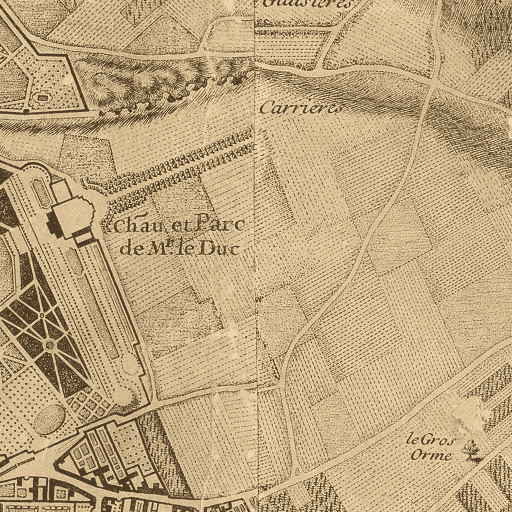 Carrieres
Chau. et Parc
de Mr. le Duc
le Gros
Orme